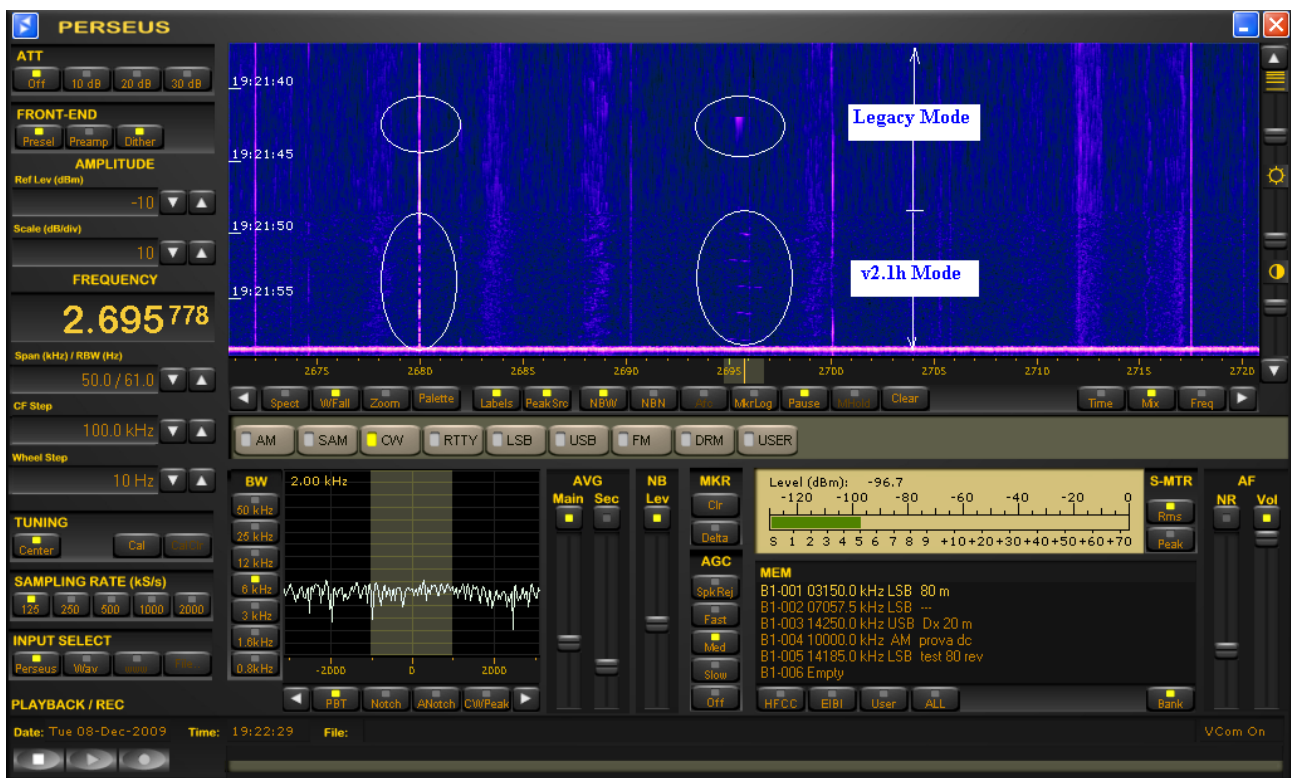 PERSEUS
ATT
Off 10 dB 20 dB 30 dB
FRONT-END
Presel Preamp Dither
AMPLITUDE
Ref Lev (dBm)
-10
Scale (dB/div)
10
FREQUENCY
2.695 778
Span (kHz) / RBW (Hz)
50.0 / 61.0
CF Step
100.0 kHz
Wheel Step
10 Hz
TUNING
Center Cal
SAMPLING RATE (kS/s)
125 250 500 1000 2000
INPUT SELECT
Perseus Wav
PLAYBACK / REC
19:21:40
19:21:45
19:21:50
19:21:55
Legacy Mode
v2.1h Mode
2675 2680 2685 2690 2695 2700 2705 2710 2715 2720
Spect WFall Zoom Palette Labels PeakSrc NBW NBN Afc MkrLog Pause MHold Clear Time Mix Freq
AM SAM CW RTTY LSB USB FM DRM USER
BW
50 kHz
25 kHz
12 kHz
6 kHz
3 kHz
1.6kHz
0.8kHz
2.00 kHz
-2000 0 2000
PBT Notch ANotch CWPeak
AVG
Main Sec
NB
Lev
MKR
Clr
Delta
AGC
SpkRej
Fast
Med
Slow
Off
Level (dBm): -96.7
-120 -100 -80 -60 -40 -20 0
S 1 2 3 4 5 6 7 8 9 +10+20+30+40+50+60+70
S-MTR
Rms
Peak
AF
NR Vol
MEM
B1-001 03150.0 kHz LSB 80 m
B1-002 07057.5 kHz LSB ---
B1-003 14250.0 kHz USB Dx 20 m
B1-004 10000.0 kHz AM prova dc
B1-005 14185.0 kHz LSB test 80 rev
B1-006 Empty
HFCC EIBI User ALL
Bank
Date: Tue 08-Dec-2009 Time: 19:22:29 File:
VCom On